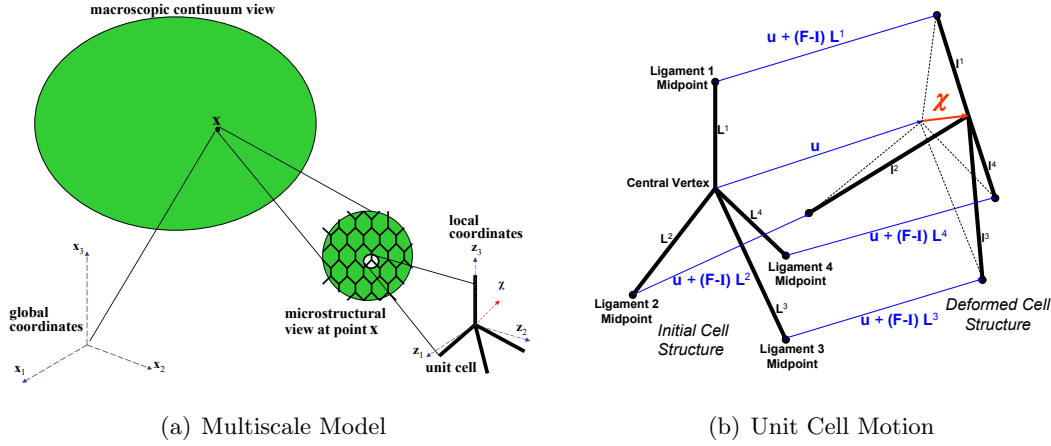 macroscopic continuum view
x
x₃
global
coordinates
x₁
x₂
microstructural
view at point x
local
coordinates
z₃
χ
z₂
z₁
unit cell
(a) Multiscale Model
u + (F-I) L¹
Ligament 1
Midpoint
L¹
l¹
χ
u
Central Vertex
l²
l⁴
L²
L⁴
u + (F-I) L⁴
l³
Ligament 4
Midpoint
u + (F-I) L²
Ligament 2
Midpoint
L³
Initial Cell
Structure
u + (F-I) L³
Deformed Cell
Structure
Ligament 3
Midpoint
(b) Unit Cell Motion